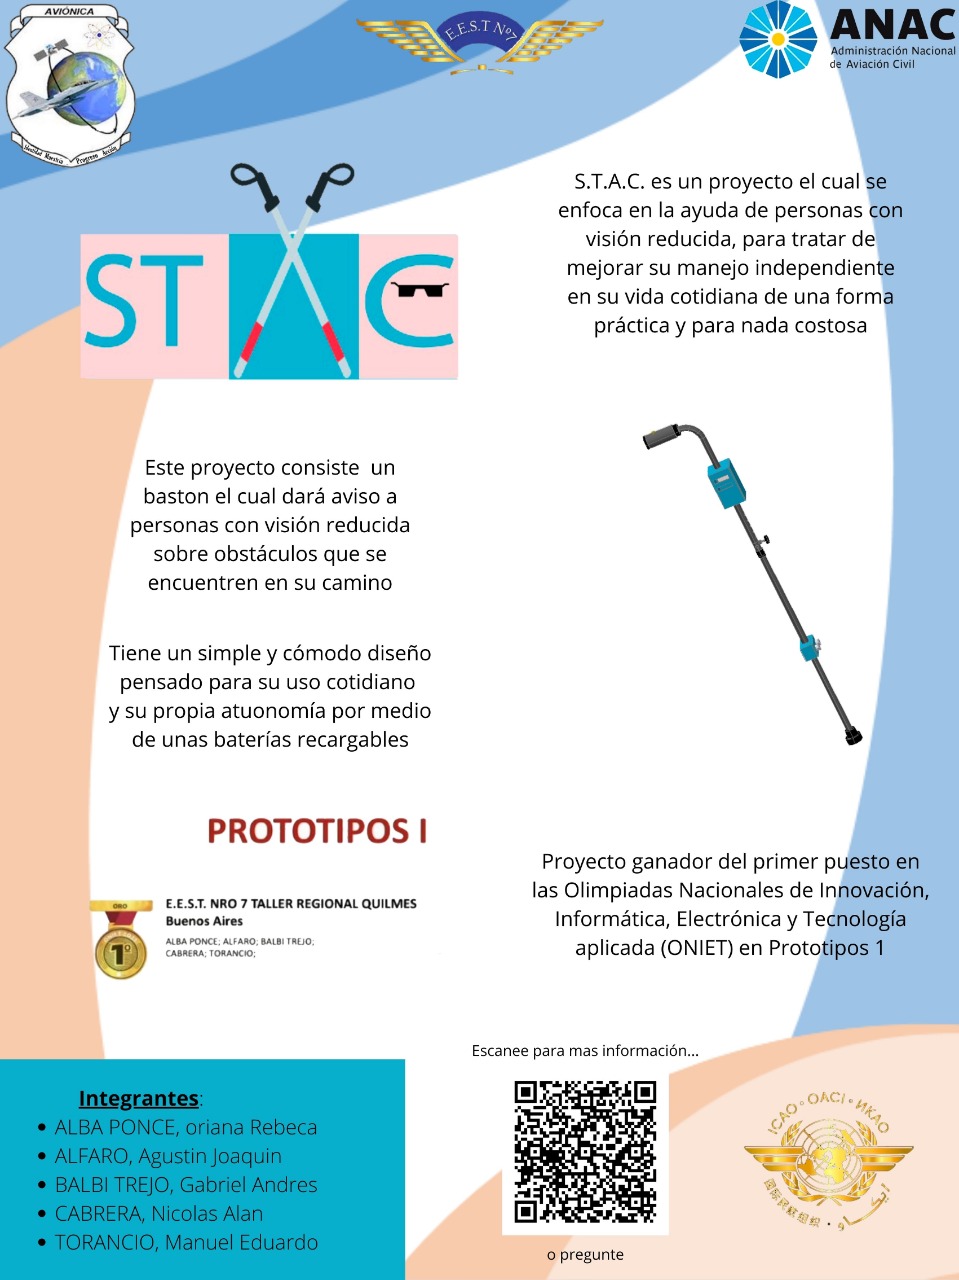 AVIÓNICA
Identidad Maestría Progreso Acción
E.E.S.T Nº7
ANAC
Administración Nacional
de Aviación Civil
STAC
S.T.A.C. es un proyecto el cual se
enfoca en la ayuda de personas con
visión reducida, para tratar de
mejorar su manejo independiente
en su vida cotidiana de una forma
práctica y para nada costosa
Este proyecto consiste un
baston el cual dará aviso a
personas con visión reducida
sobre obstáculos que se
encuentren en su camino
Tiene un simple y cómodo diseño
pensado para su uso cotidiano
y su propia atuonomía por medio
de unas baterías recargables
PROTOTIPOS I
ORO
1º
E.E.S.T. NRO 7 TALLER REGIONAL QUILMES
Buenos Aires
ALBA PONCE; ALFARO; BALBI TREJO;
CABRERA; TORANCIO;
Proyecto ganador del primer puesto en
las Olimpiadas Nacionales de Innovación,
Informática, Electrónica y Tecnología
aplicada (ONIET) en Prototipos 1
Integrantes:
ALBA PONCE, oriana Rebeca
ALFARO, Agustin Joaquin
BALBI TREJO, Gabriel Andres
CABRERA, Nicolas Alan
TORANCIO, Manuel Eduardo
Escanee para mas información...
o pregunte
ICAO • OACI • ИКАО
国际民航组织 • ايكاو